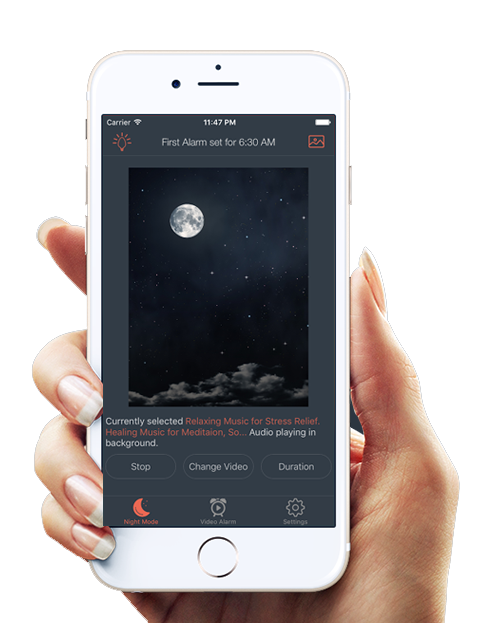 Carrier 11:47 PM
First Alarm set for 6:30 AM
Currently selected Relaxing Music for Stress Relief.
Healing Music for Meditaion, So... Audio playing in
background.
Stop Change Video Duration
Night Mode Video Alarm Settings